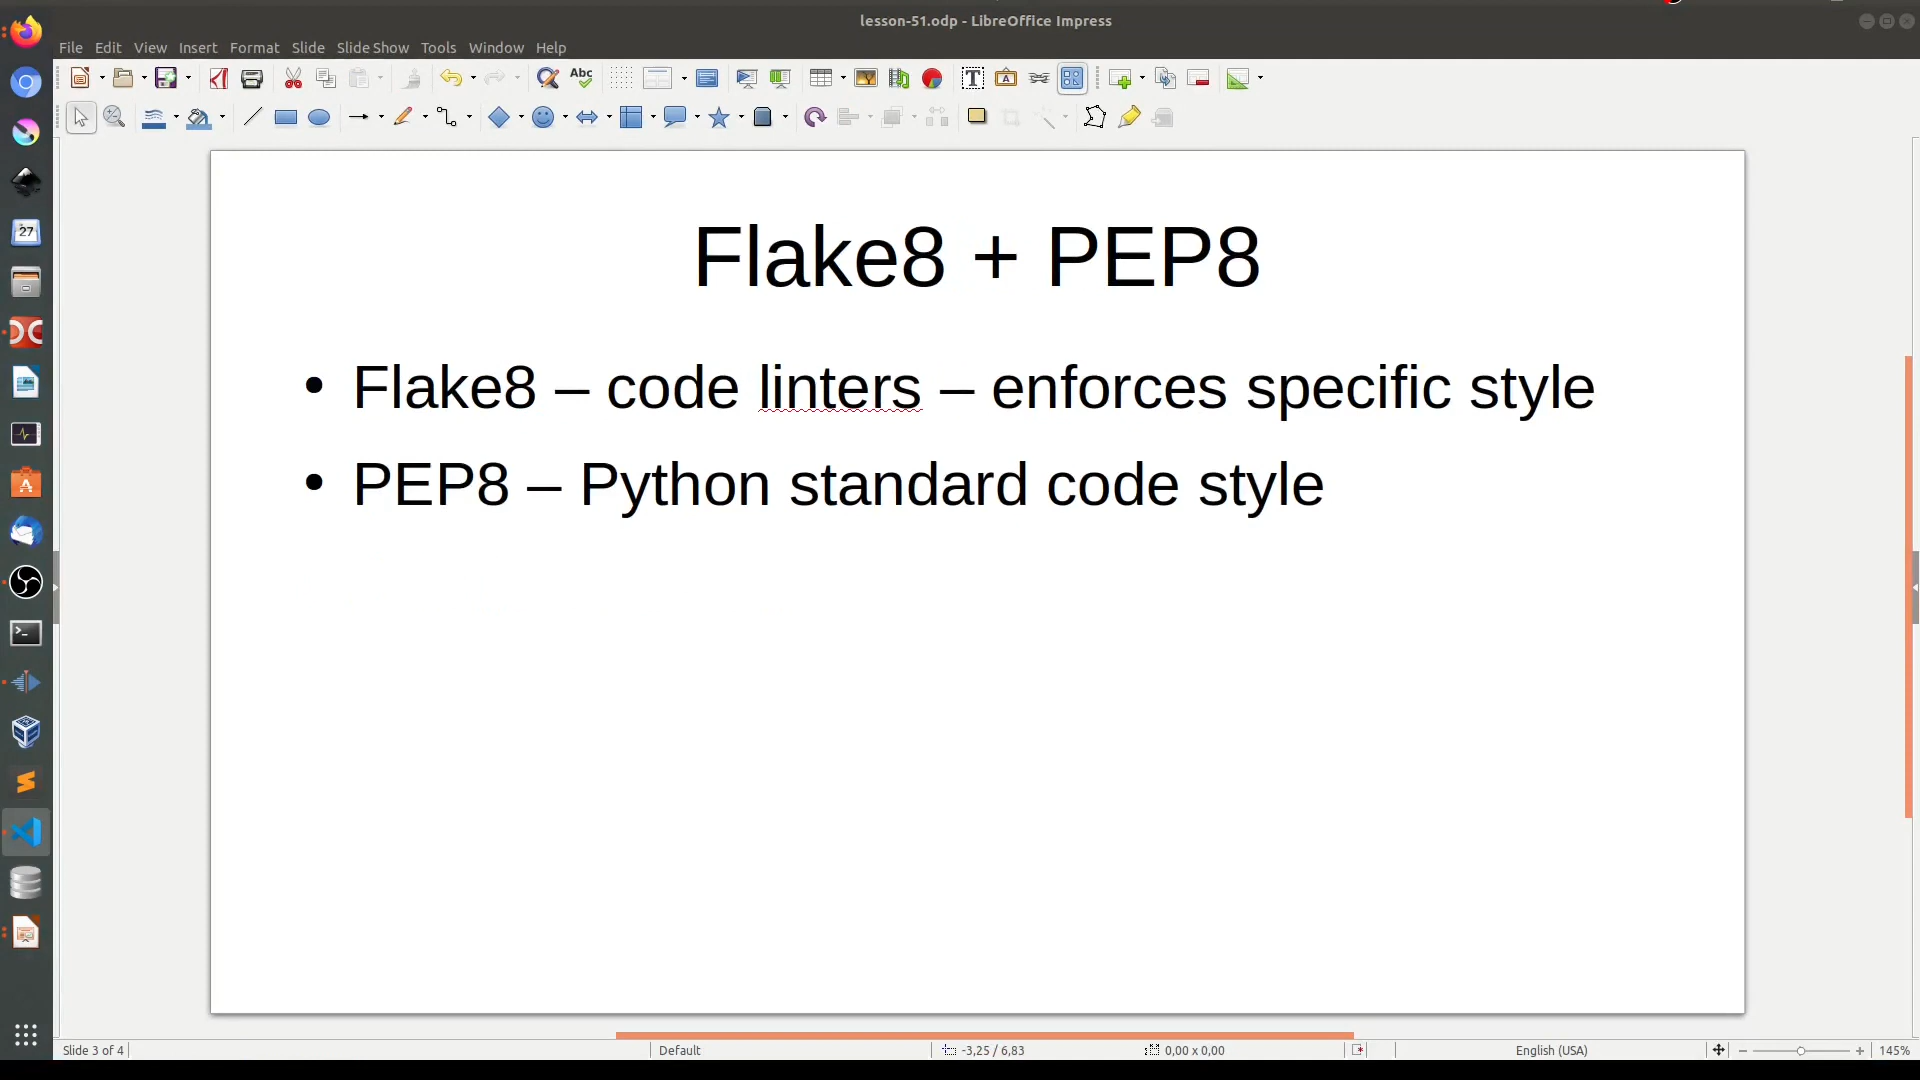 lesson-51.odp - LibreOffice Impress
File Edit View Insert Format Slide Slide Show Tools Window Help
Abc
T A
27
Flake8 + PEP8
• Flake8 – code linters – enforces specific style
• PEP8 – Python standard code style
Slide 3 of 4 Default -3,25 / 6,83 0,00 x 0,00 English (USA) 145%